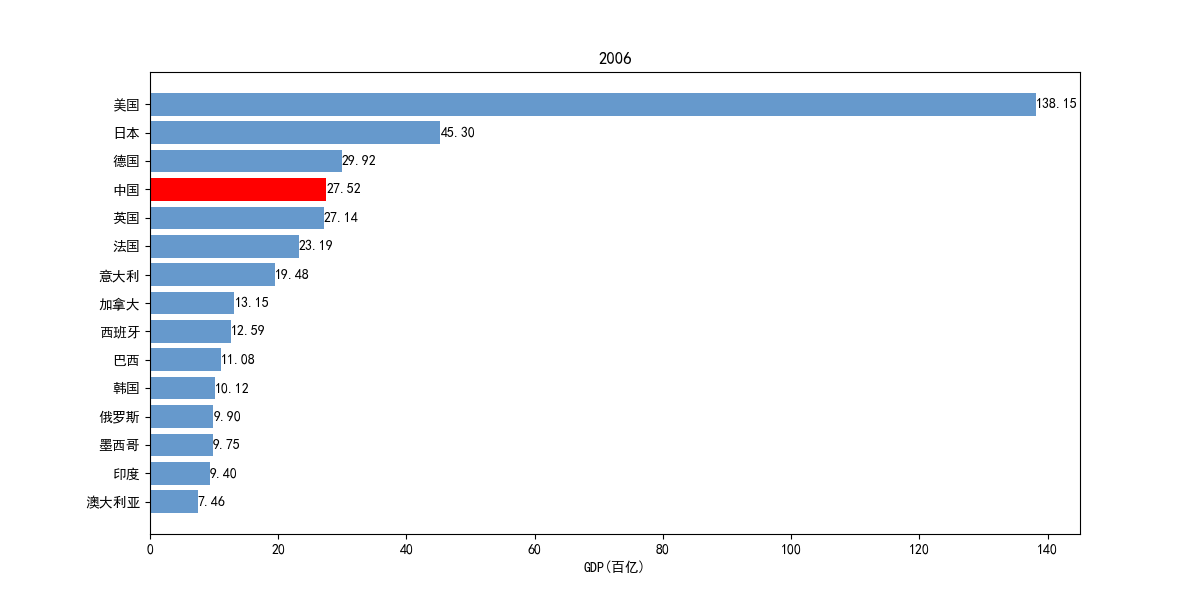 2006
美国 138.15
日本 45.30
德国 29.92
中国 27.52
英国 27.14
法国 23.19
意大利 19.48
加拿大 13.15
西班牙 12.59
巴西 11.08
韩国 10.12
俄罗斯 9.90
墨西哥 9.75
印度 9.40
澳大利亚 7.46
0 20 40 60 80 100 120 140
GDP(百亿)